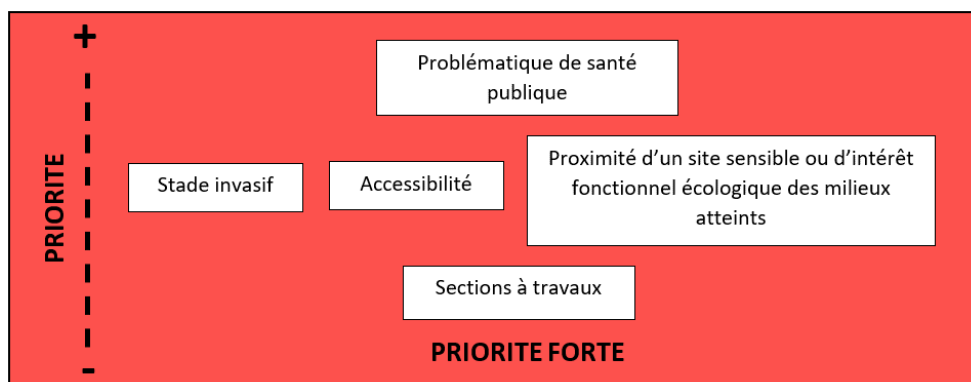 +
PRIORITE
-
Problématique de santé
publique
Stade invasif
Accessibilité
Proximité d'un site sensible ou d'intérêt
fonctionnel écologique des milieux
atteints
Sections à travaux
PRIORITE FORTE